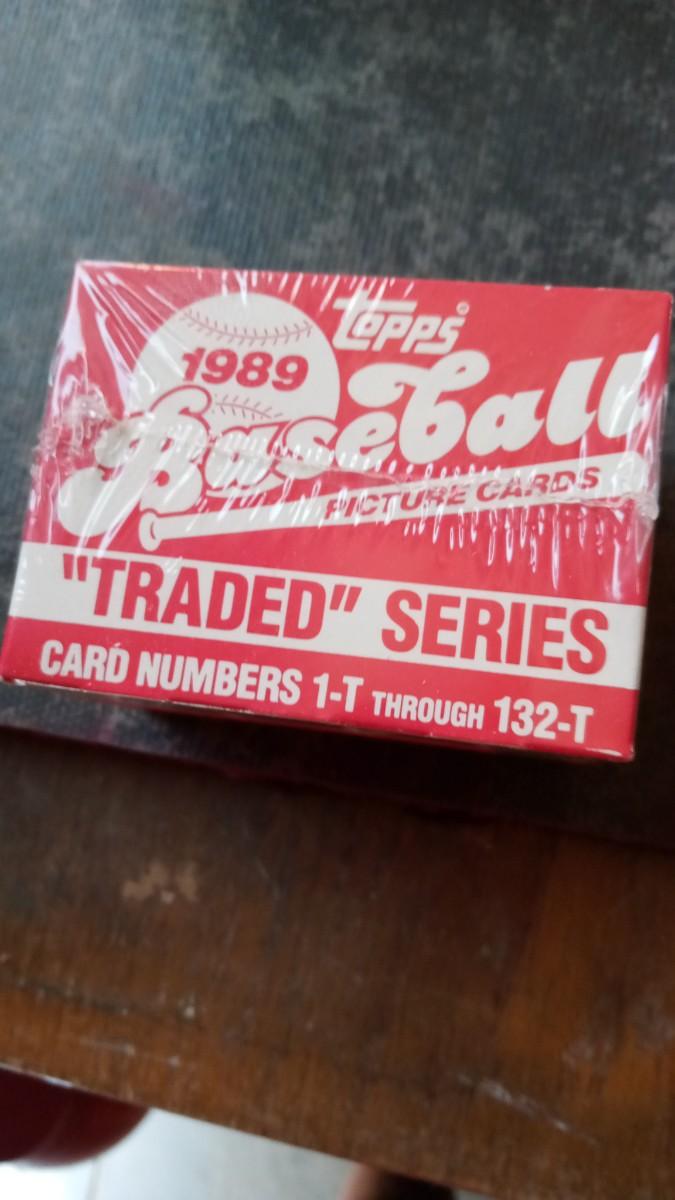 TOPPS
1989
Baseball
PICTURE CARDS
"TRADED" SERIES
CARD NUMBERS 1-T THROUGH 132-T